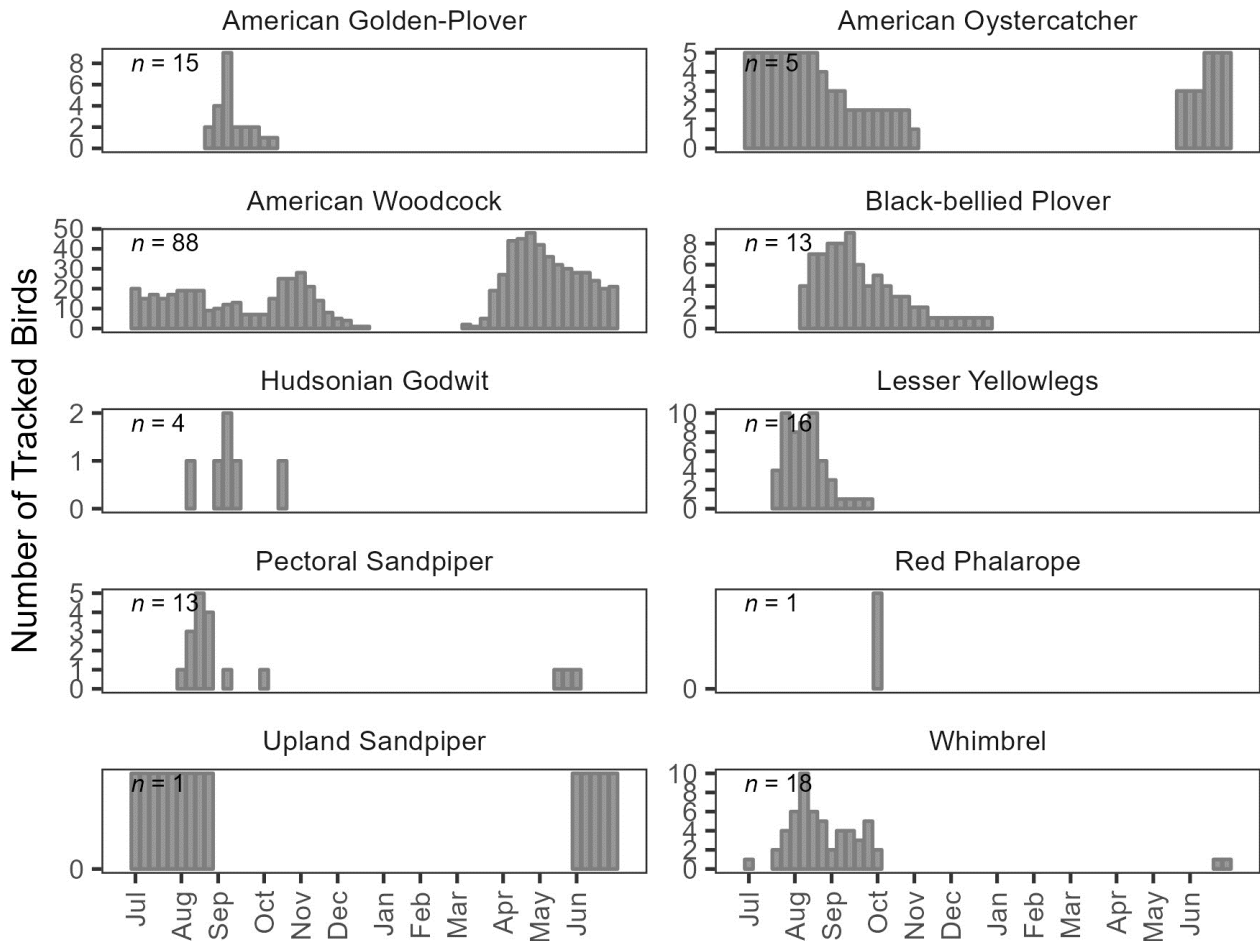 Number of Tracked Birds
American Golden-Plover
n = 15
8
6
4
2
0
American Oystercatcher
n = 5
5
4
3
2
1
0
American Woodcock
n = 88
50
40
30
20
10
0
Black-bellied Plover
n = 13
8
6
4
2
0
Hudsonian Godwit
n = 4
2
1
0
Lesser Yellowlegs
n = 16
10
8
6
4
2
0
Pectoral Sandpiper
n = 13
5
4
3
2
1
0
Red Phalarope
n = 1
0
Upland Sandpiper
n = 1
0
Jul Aug Sep Oct Nov Dec Jan Feb Mar Apr May Jun
Whimbrel
n = 18
10
8
6
4
2
0
Jul Aug Sep Oct Nov Dec Jan Feb Mar Apr May Jun